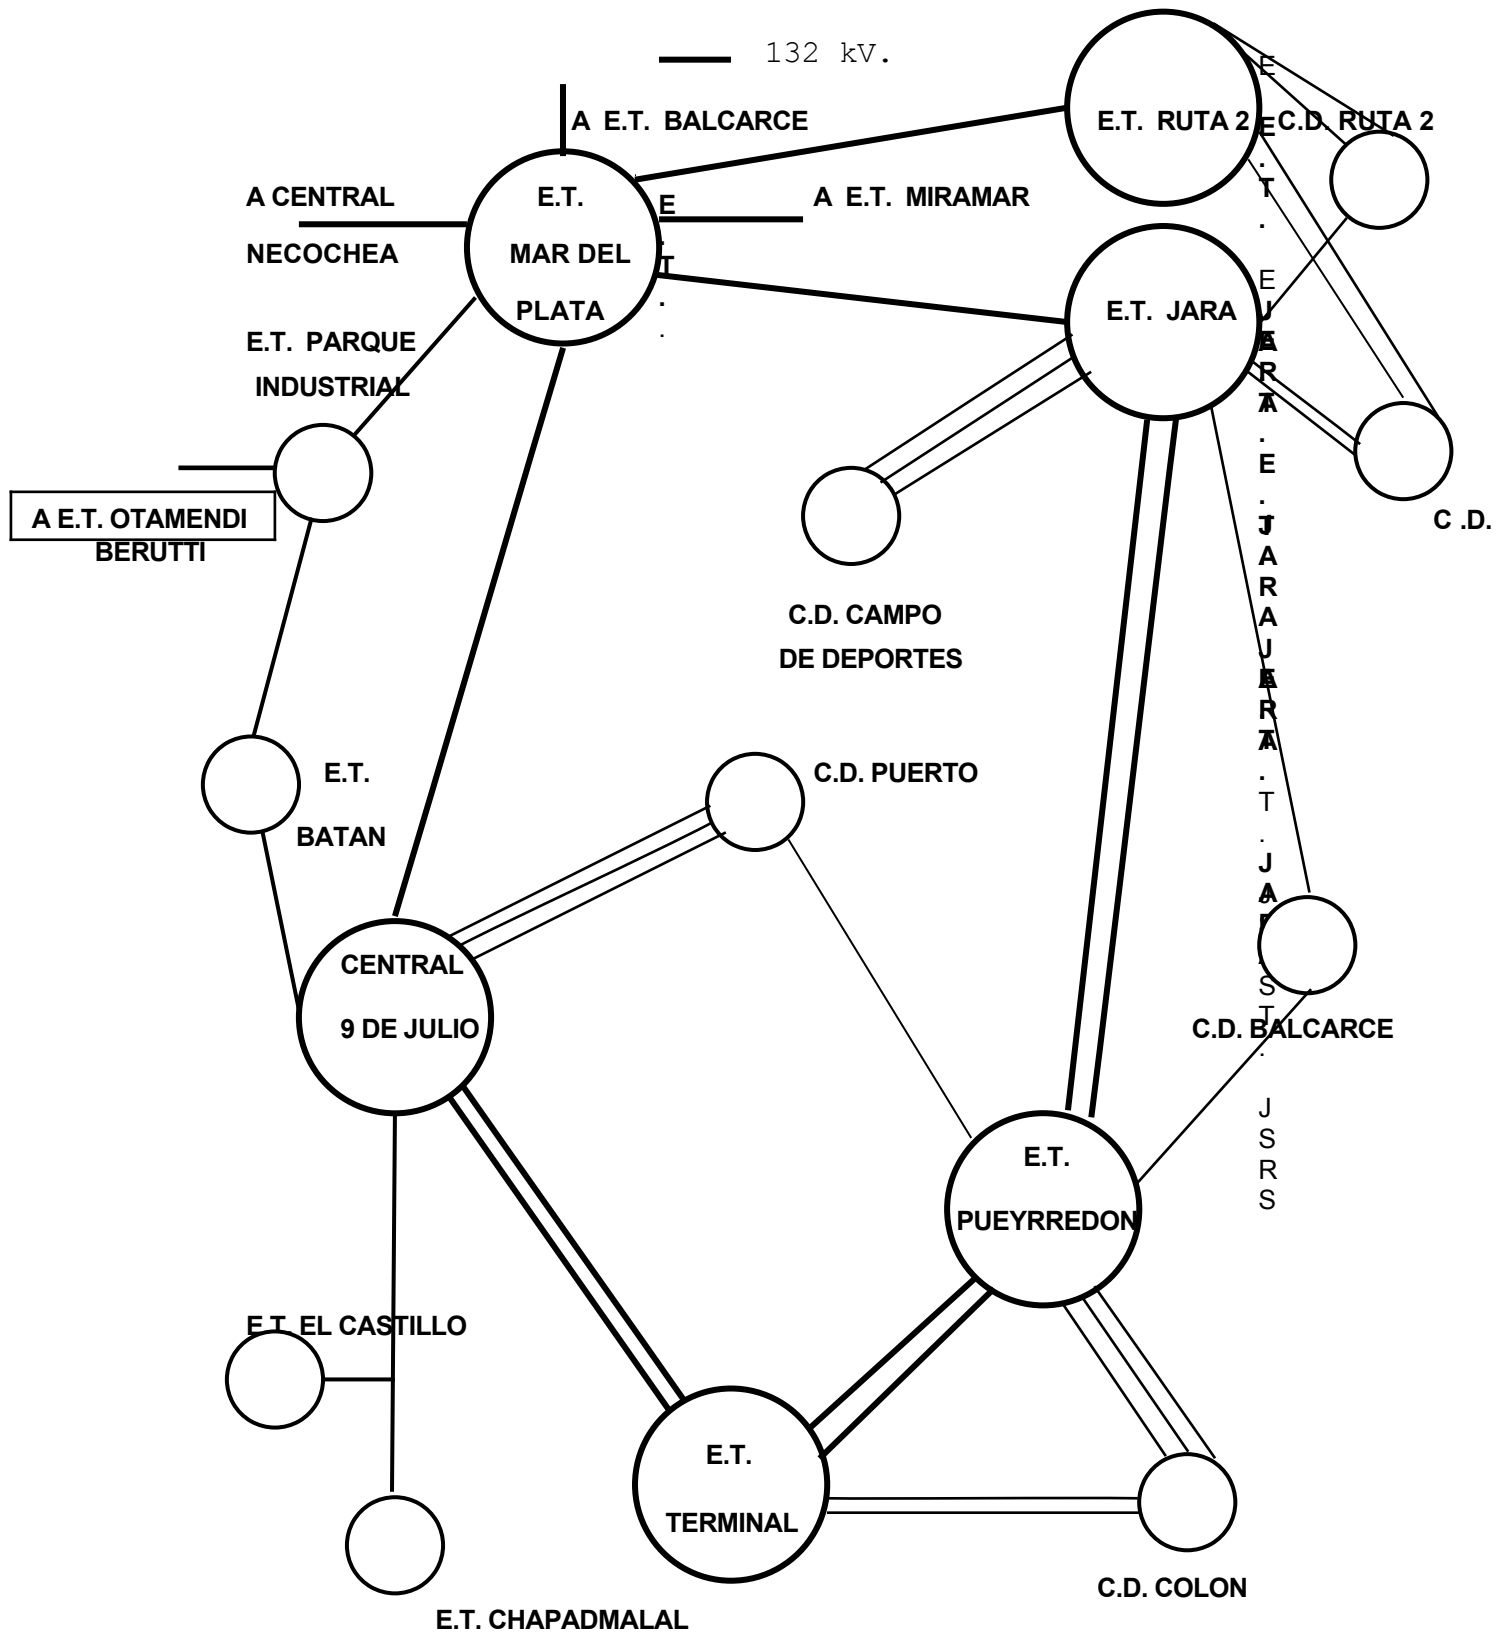 132 kV.
A E.T. BALCARCE
E.T. RUTA 2
C.D. RUTA 2
A CENTRAL
NECOCHEA
E.T.
MAR DEL
PLATA
A E.T. MIRAMAR
E.T. JARA
E.T. PARQUE
INDUSTRIAL
A E.T. OTAMENDI
BERUTTI
C .D.
C.D. CAMPO
DE DEPORTES
E.T.
BATAN
C.D. PUERTO
CENTRAL
9 DE JULIO
C.D. BALCARCE
E.T.
PUEYRREDON
E.T. EL CASTILLO
E.T.
TERMINAL
C.D. COLON
E.T. CHAPADMALAL